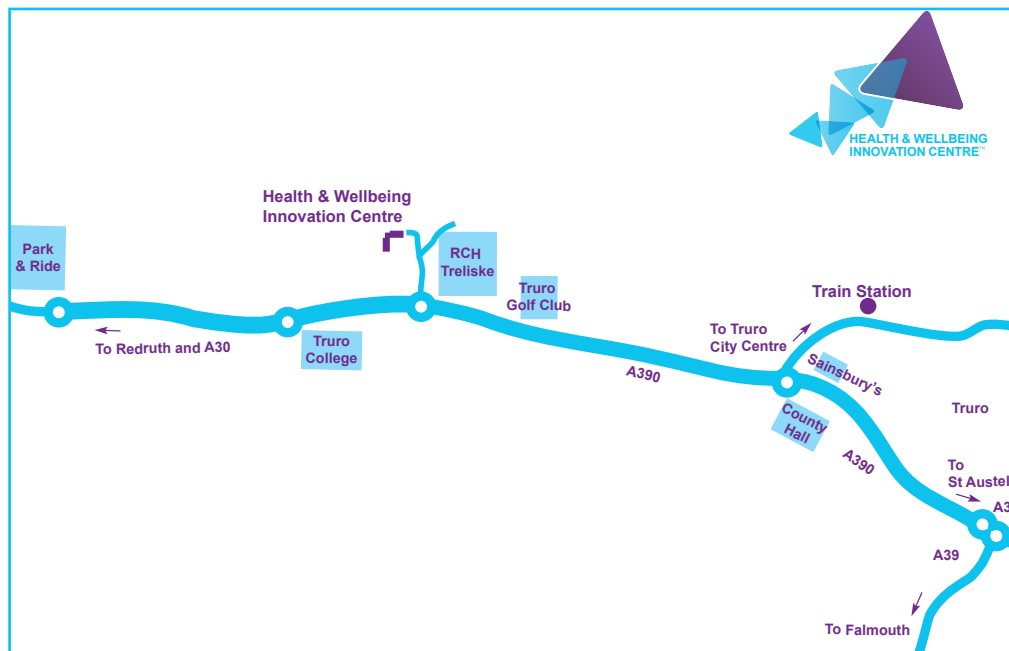 HEALTH & WELLBEING
INNOVATION CENTRE™
Health & Wellbeing
Innovation Centre
Park
& Ride
RCH
Treliske
Truro
Golf Club
Train Station
To Truro
City Centre
To Redruth and A30
Truro
College
A390
Sainsbury's
County
Hall
Truro
A390
To
St Austel
A3
A39
To Falmouth